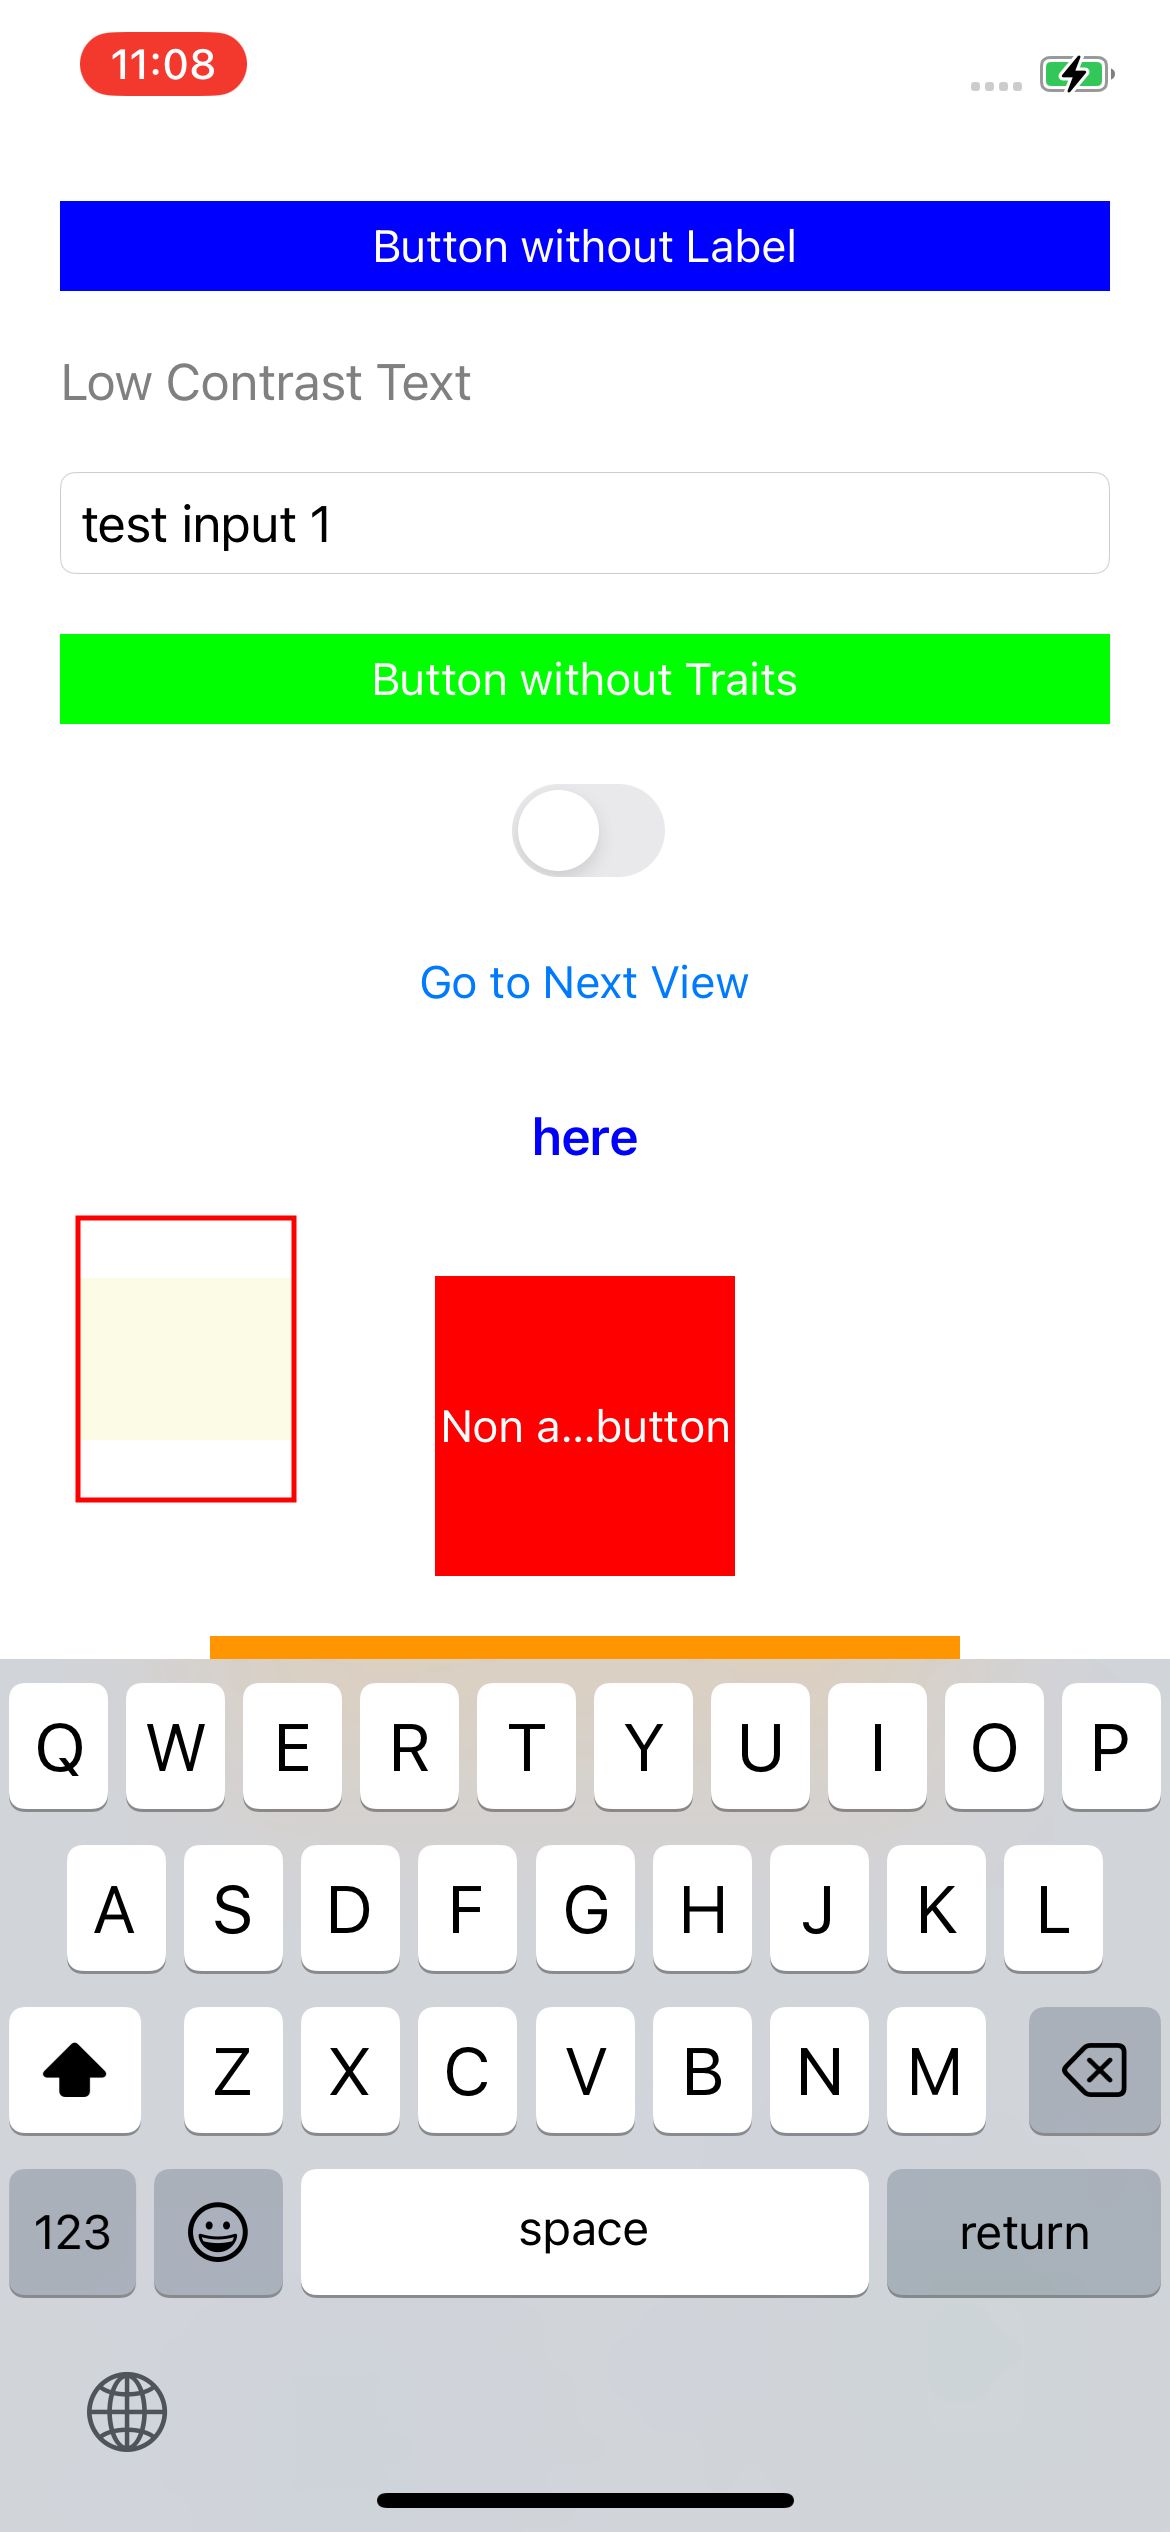 11:08
Button without Label
Low Contrast Text
test input 1
Button without Traits
Go to Next View
here
Non a...button
Q W E R T Y U I O P
A S D F G H J K L
Z X C V B N M
123 space return